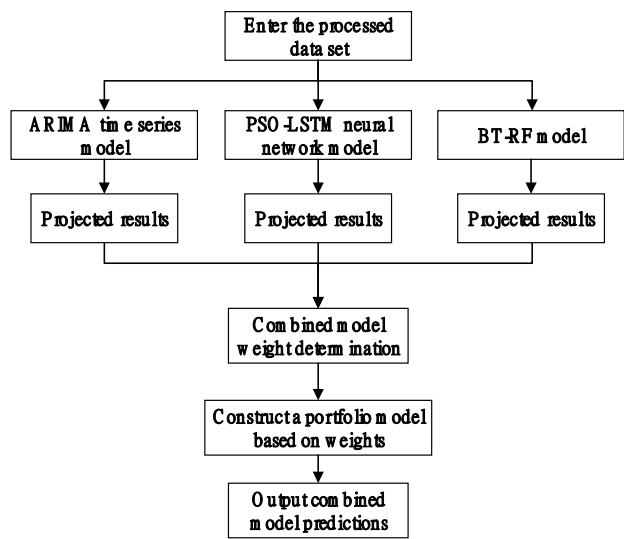 Enter the processed
data set
ARIMA time series
model
PSO-LSTM neural
network model
BT-RF model
Projected results
Projected results
Projected results
Combined model
weight determination
Construct a portfolio model
based on weights
Output combined
model predictions